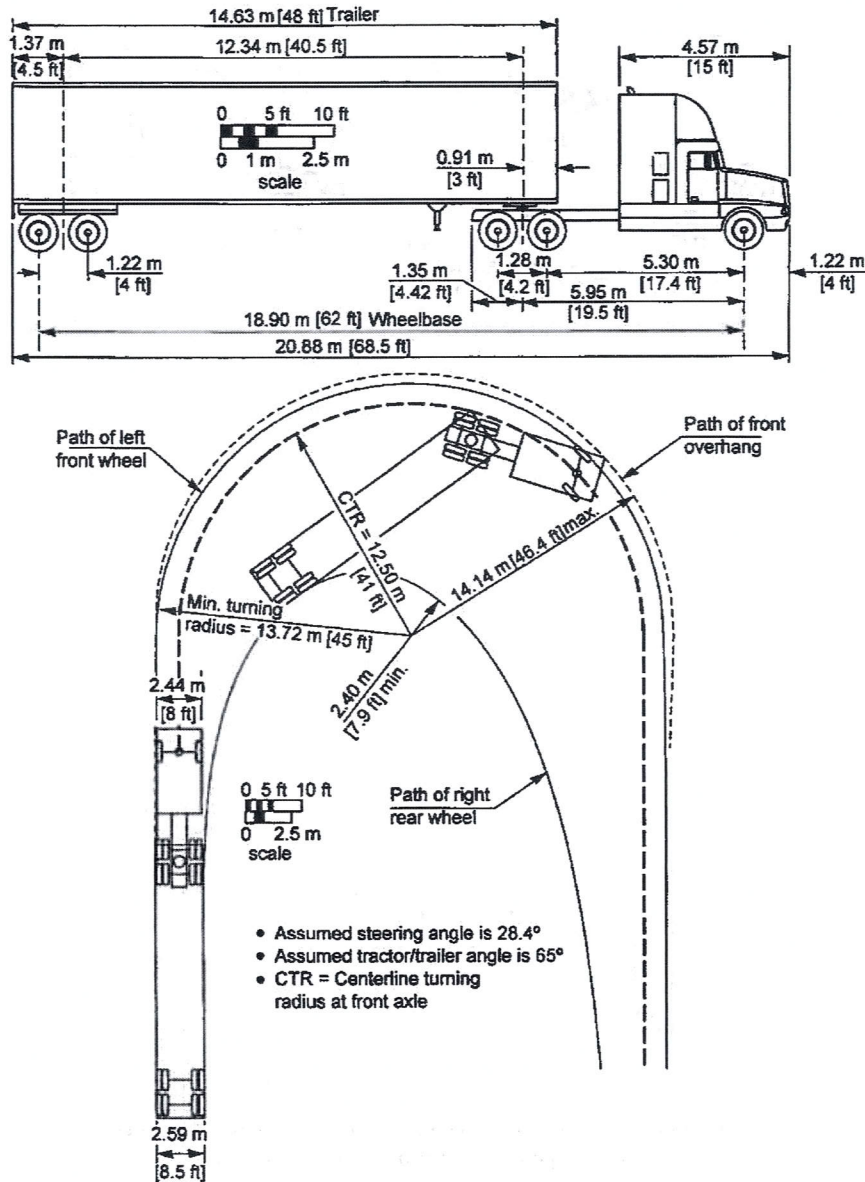 14.63 m [48 ft] Trailer
1.37 m
[4.5 ft]
12.34 m [40.5 ft]
4.57 m
[15 ft]
0 5 ft 10 ft
0 1 m 2.5 m
scale
0.91 m
[3 ft]
1.22 m
[4 ft]
1.35 m
[4.42 ft]
1.28 m
[4.2 ft]
5.30 m
[17.4 ft]
1.22 m
[4 ft]
5.95 m
[19.5 ft]
18.90 m [62 ft] Wheelbase
20.88 m [68.5 ft]
Path of left
front wheel
Path of front
overhang
CTR = 12.50 m
[41 ft]
14.14 m [46.4 ft] max.
Min. turning
radius = 13.72 m [45 ft]
2.40 m
[7.9 ft] min.
2.44 m
[8 ft]
0 5 ft 10 ft
0 2.5 m
scale
Path of right
rear wheel
• Assumed steering angle is 28.4º
• Assumed tractor/trailer angle is 65º
• CTR = Centerline turning
radius at front axle
2.59 m
[8.5 ft]